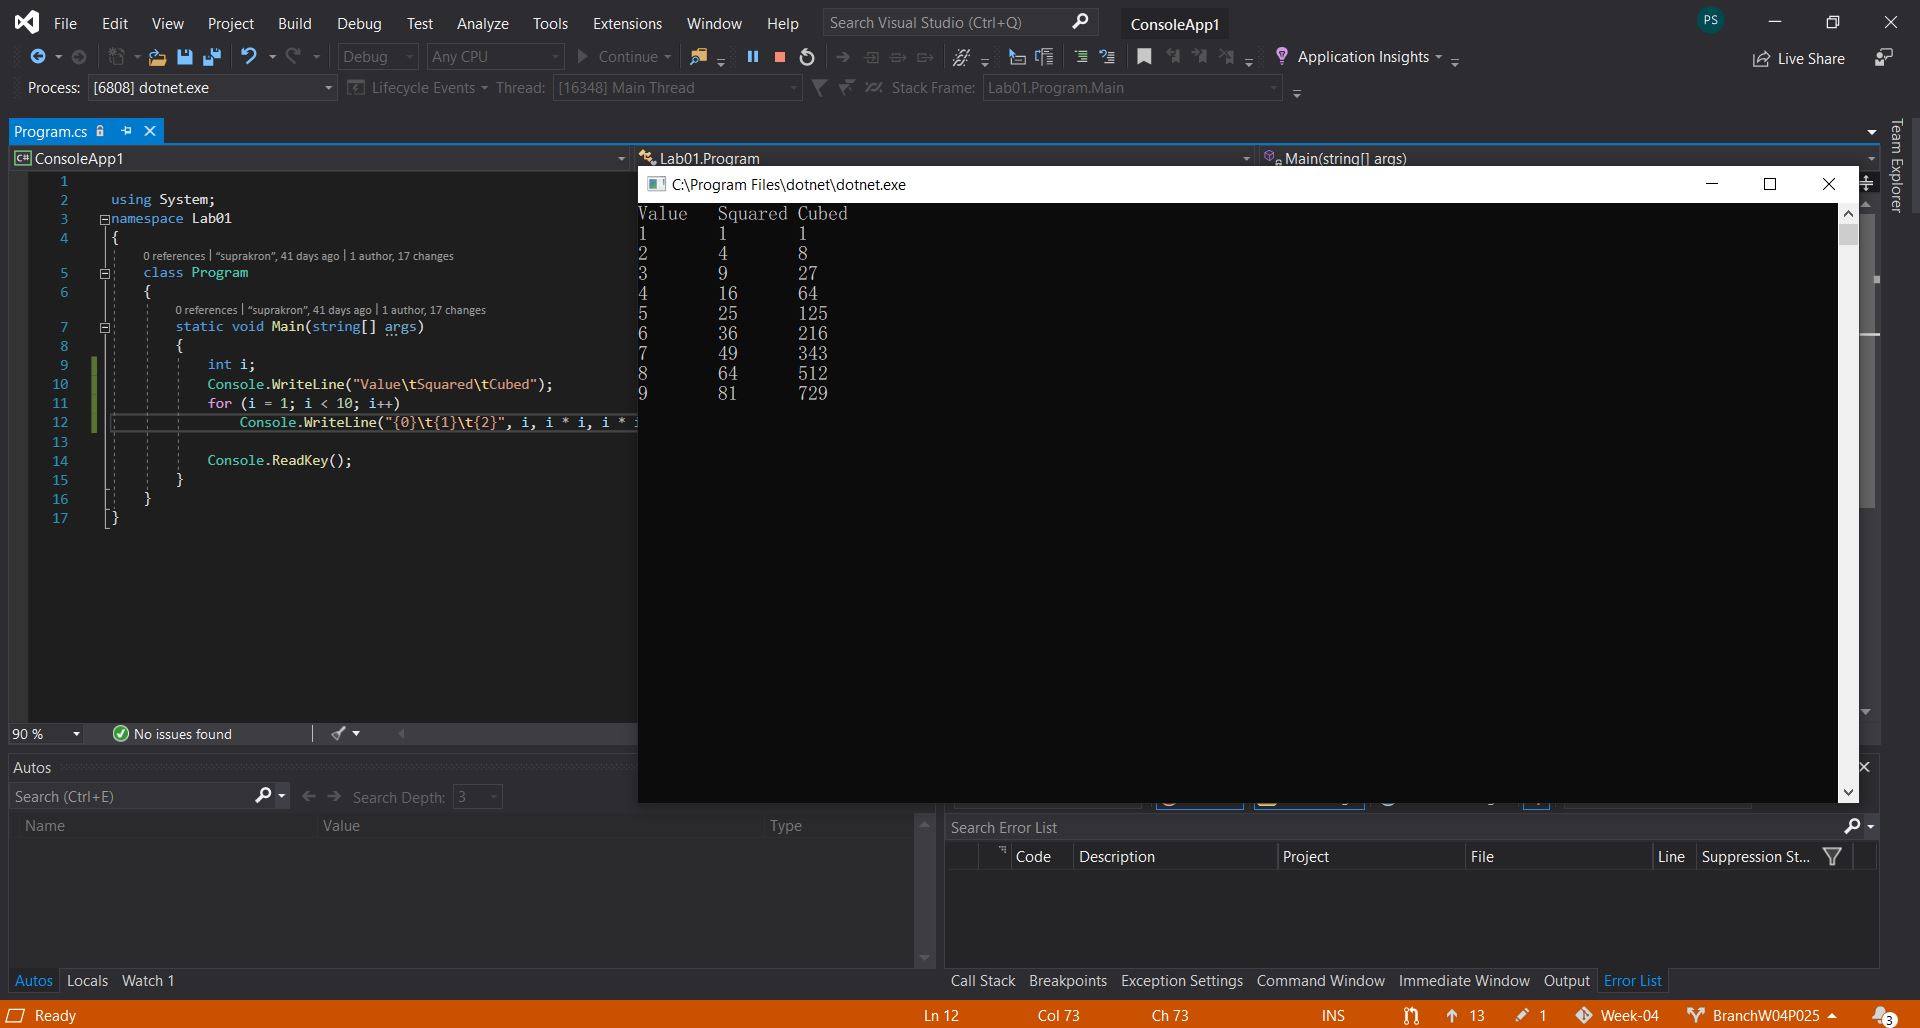 File Edit View Project Build Debug Test Analyze Tools Extensions Window Help Search Visual Studio (Ctrl+Q) ConsoleApp1 PS
Debug Any CPU Continue Application Insights Live Share
Process: [6808] dotnet.exe Lifecycle Events Thread: [16348] Main Thread Stack Frame: Lab01.Program.Main
Program.cs
C# ConsoleApp1 Lab01.Program Main(string[] args)
Team Explorer
1
2 using System;
3 namespace Lab01
4 {
0 references | "suprakron", 41 days ago | 1 author, 17 changes
5 class Program
6 {
0 references | "suprakron", 41 days ago | 1 author, 17 changes
7 static void Main(string[] args)
8 {
9 int i;
10 Console.WriteLine("Value\tSquared\tCubed");
11 for (i = 1; i < 10; i++)
12 Console.WriteLine("{0}\t{1}\t{2}", i, i * i, i *
13
14 Console.ReadKey();
15 }
16 }
17 }
C:\Program Files\dotnet\dotnet.exe
Value Squared Cubed
1 1 1
2 4 8
3 9 27
4 16 64
5 25 125
6 36 216
7 49 343
8 64 512
9 81 729
90 % No issues found
Autos
Search (Ctrl+E) Search Depth: 3
Name Value Type
Autos Locals Watch 1
Search Error List
Code Description Project File Line Suppression St...
Call Stack Breakpoints Exception Settings Command Window Immediate Window Output Error List
Ready Ln 12 Col 73 Ch 73 INS 13 1 Week-04 BranchW04P025 3